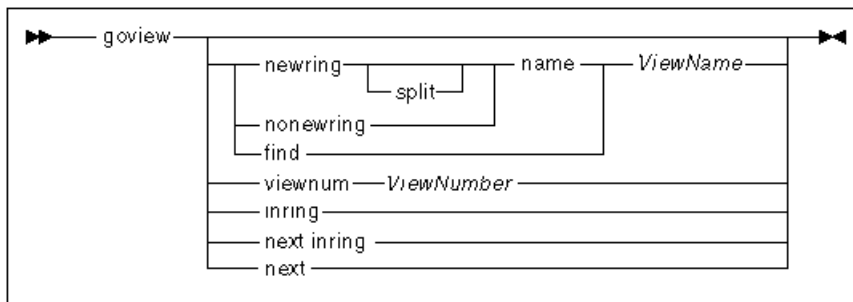 goview
newring name ViewName
split
nonewring
find
viewnum ViewNumber
inring
next inring
next